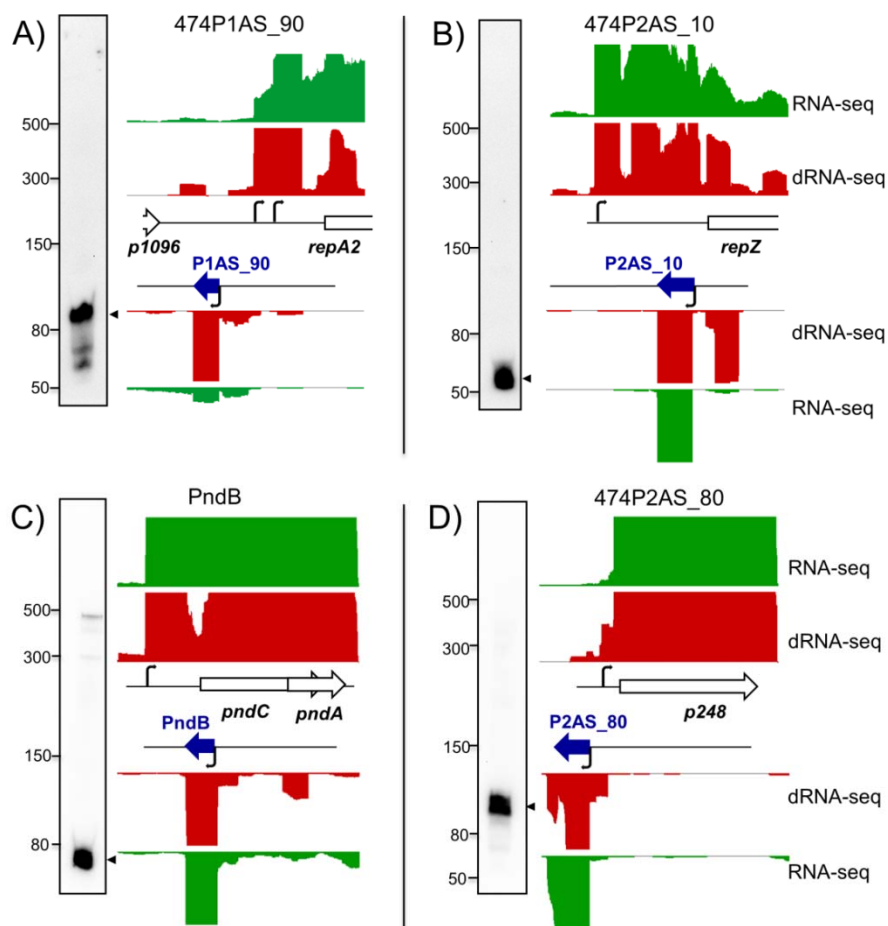 A)
474P1AS_90
500
300
150
80
50
p1096
repA2
P1AS_90
B)
474P2AS_10
500
300
150
80
50
RNA-seq
dRNA-seq
repZ
P2AS_10
dRNA-seq
RNA-seq
C)
PndB
500
300
150
80
pndC
pndA
PndB
D)
474P2AS_80
500
300
150
80
50
RNA-seq
dRNA-seq
p248
P2AS_80
dRNA-seq
RNA-seq